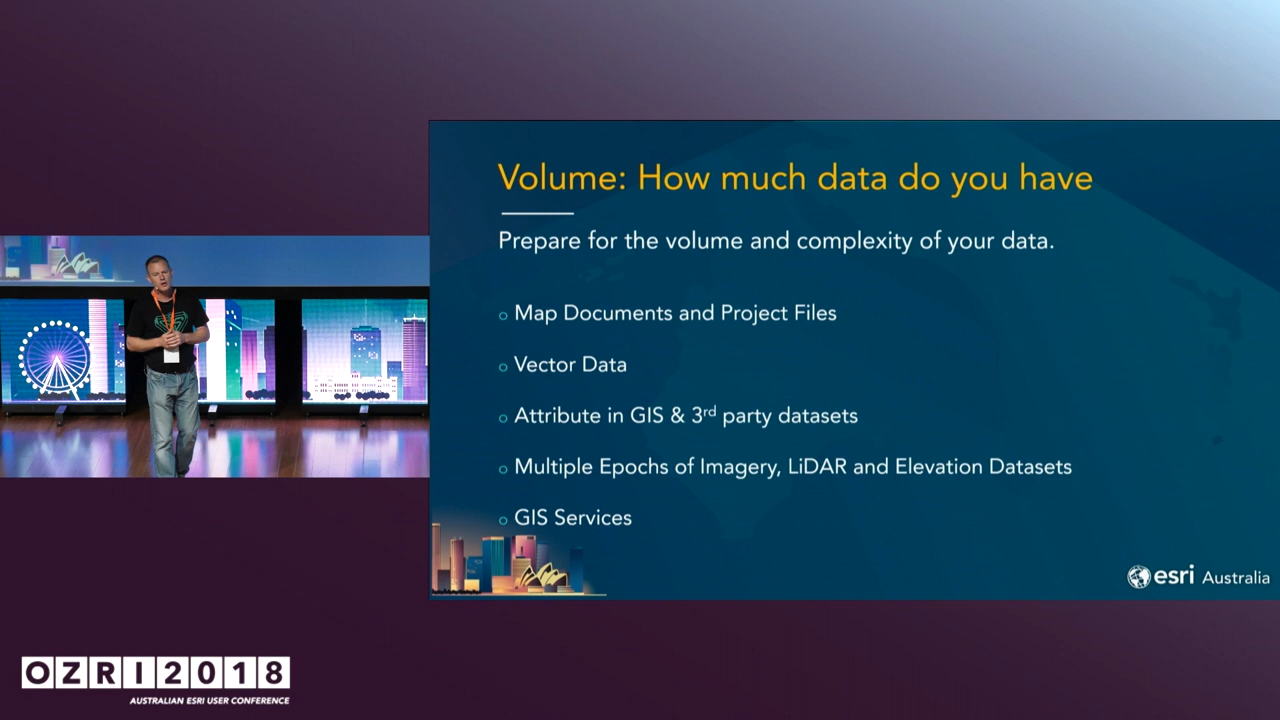 Volume: How much data do you have
Prepare for the volume and complexity of your data.
Map Documents and Project Files
Vector Data
Attribute in GIS & 3rd party datasets
Multiple Epochs of Imagery, LiDAR and Elevation Datasets
GIS Services
esri Australia
OZRI2018
AUSTRALIAN ESRI USER CONFERENCE